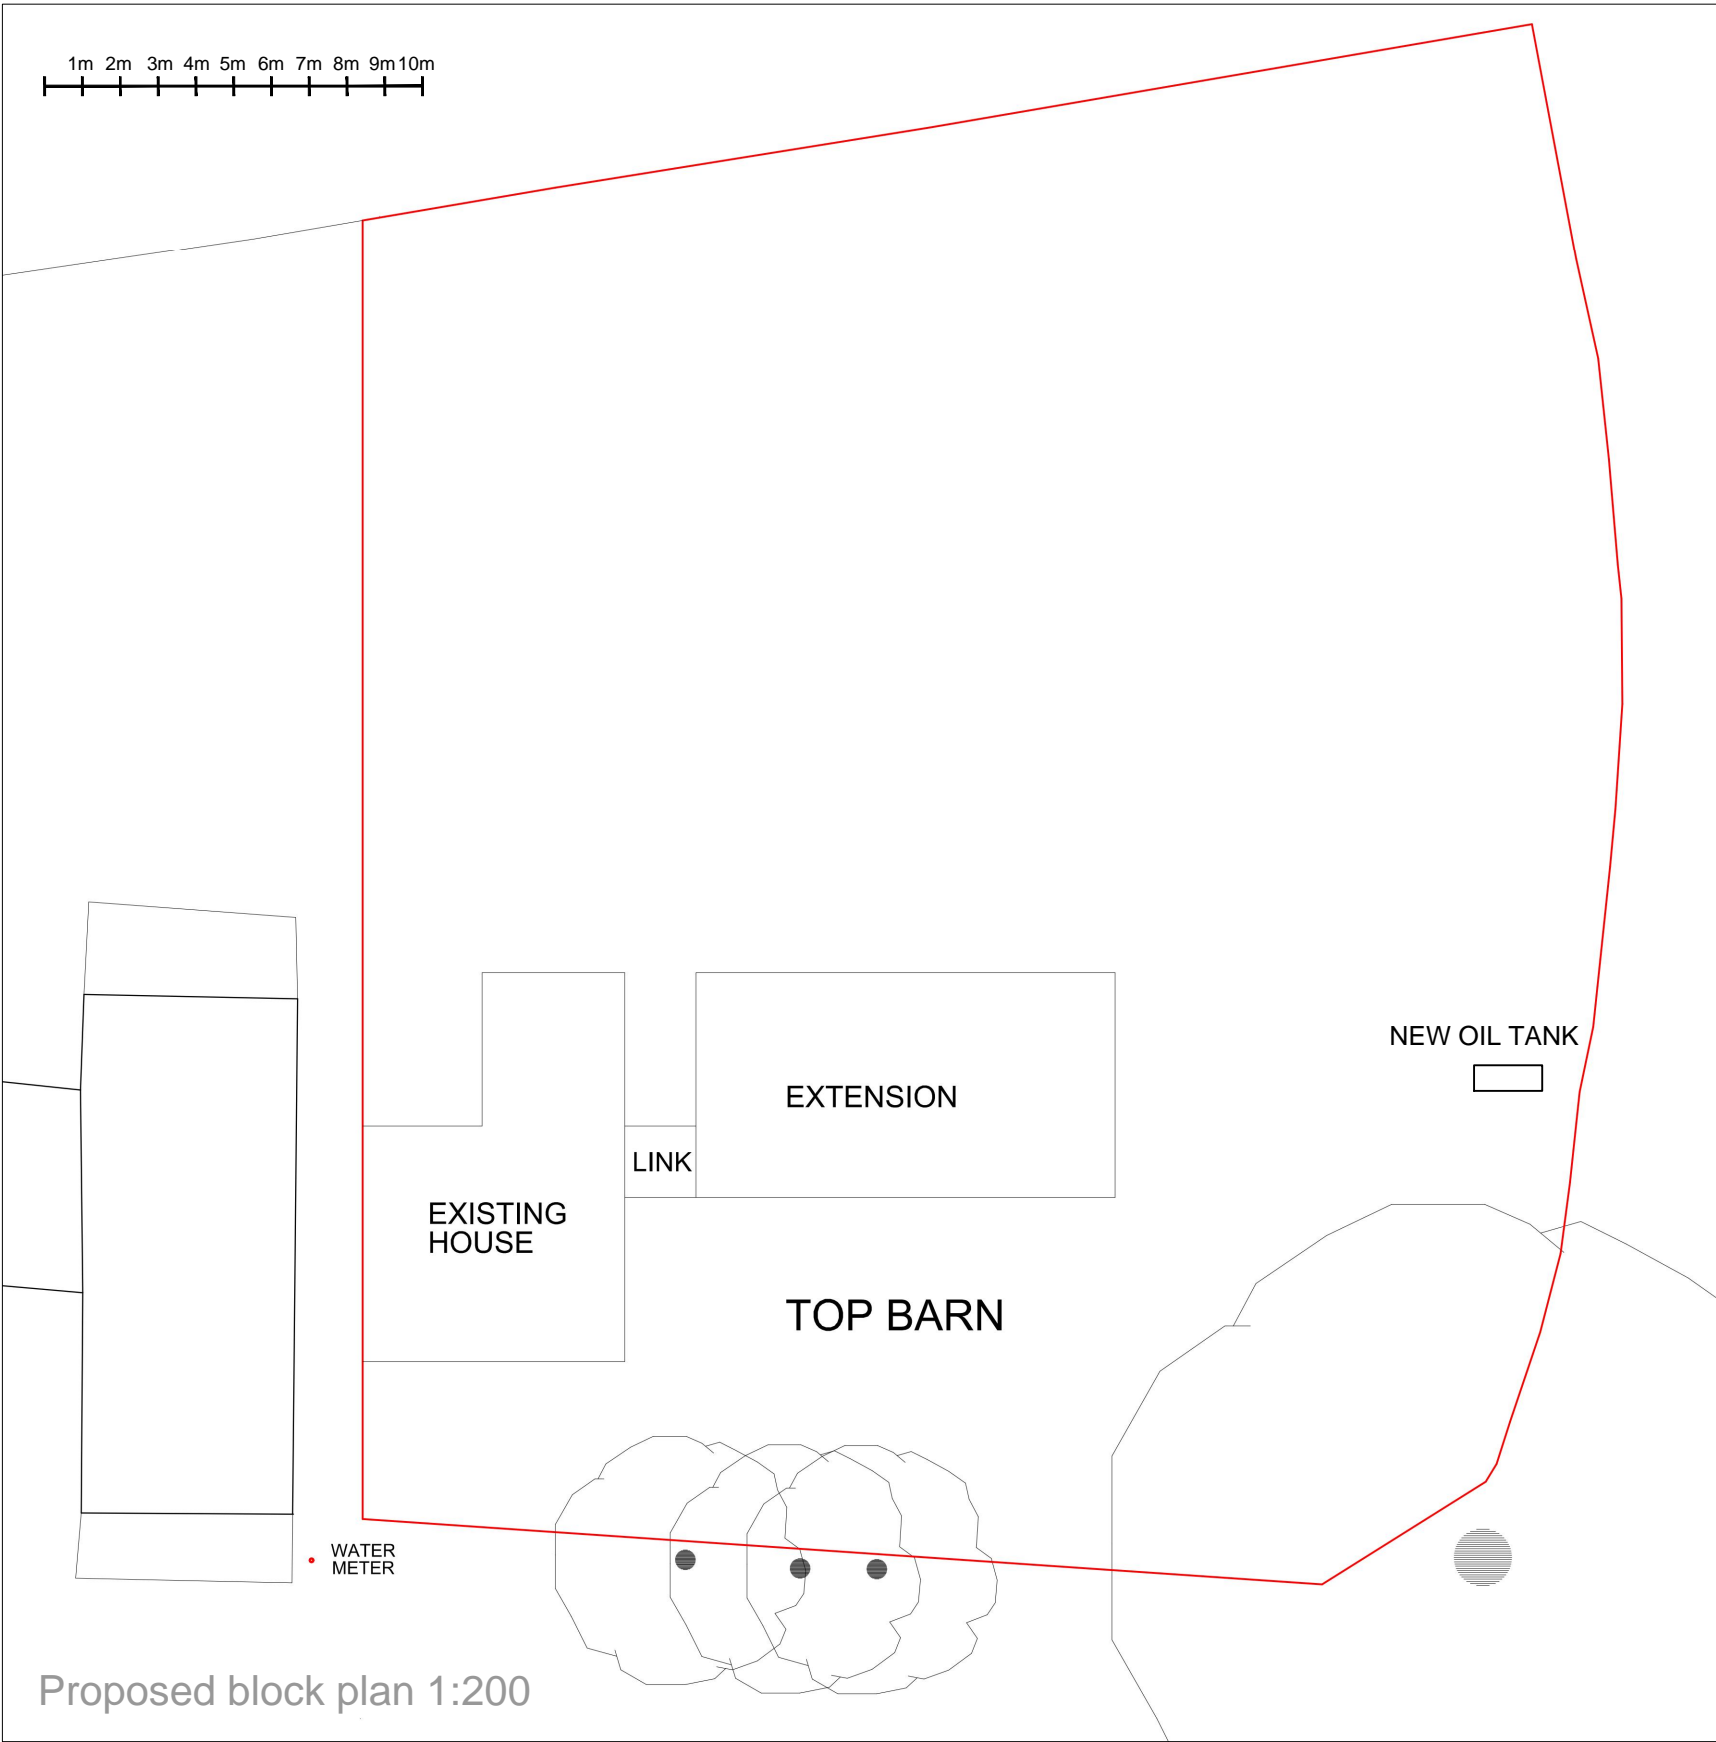 1m 2m 3m 4m 5m 6m 7m 8m 9m 10m
NEW OIL TANK
EXTENSION
LINK
EXISTING
HOUSE
TOP BARN
WATER
METER
Proposed block plan 1:200